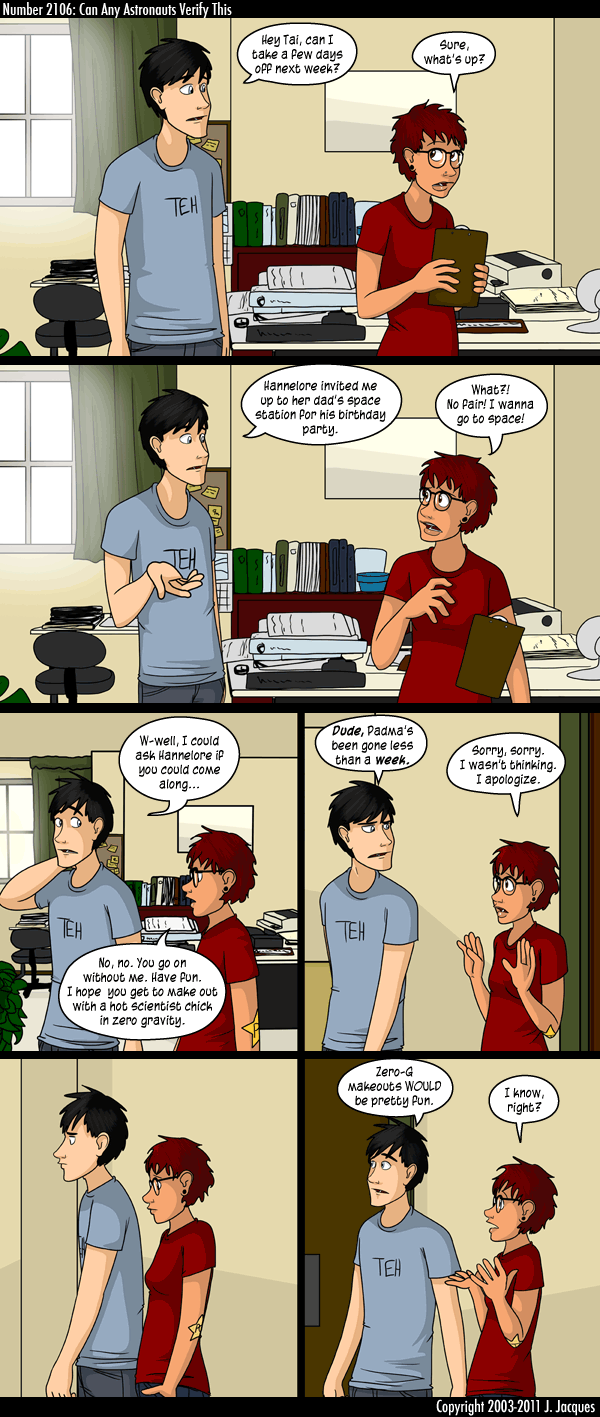 Number 2106: Can Any Astronauts Verify This
Hey Tai, can I
take a few days
off next week?
Sure,
what's up?
TEH
Hannelore invited me
up to her dad's space
station for his birthday
party.
What?!
No fair! I wanna
go to space!
TEH
W-well, I could
ask Hannelore if
you could come
along...
TEH
No, no. You go on
without me. Have fun.
I hope you get to make out
with a hot scientist chick
in zero gravity.
Dude, Padma's
been gone less
than a week.
Sorry, sorry.
I wasn't thinking.
I apologize.
TEH
Zero-G
makeouts WOULD
be pretty fun.
I know,
right?
TEH
Copyright 2003-2011 J. Jacques